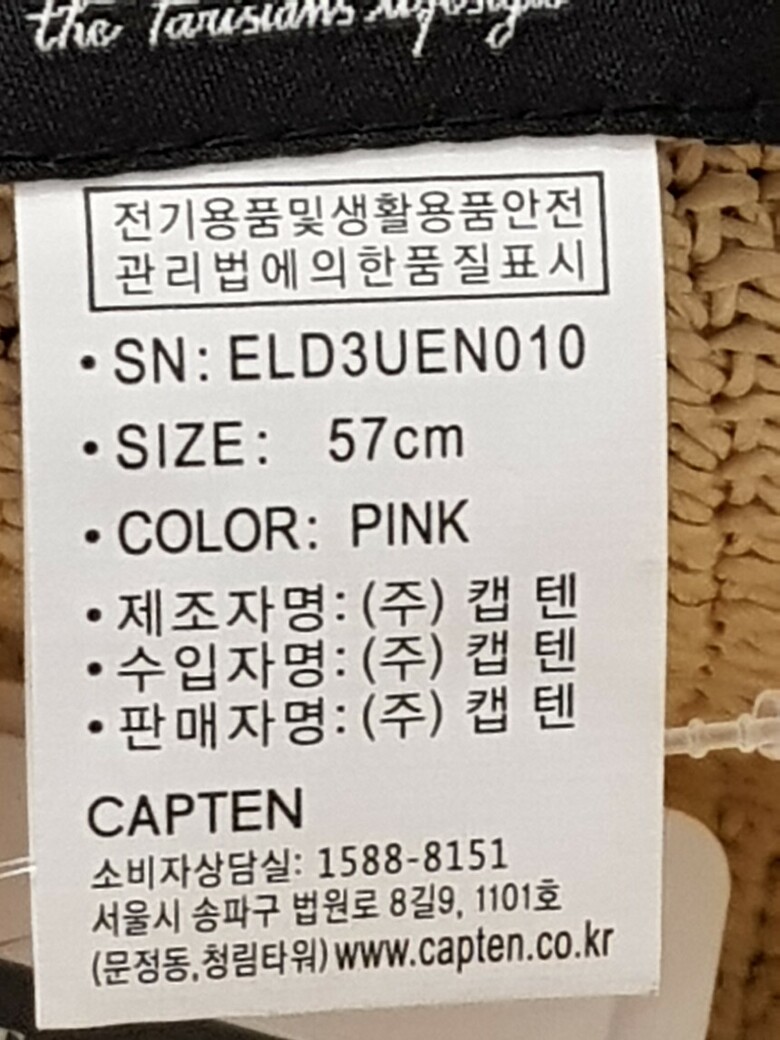 the Parisians lifestyle
전기용품및생활용품안전
관리법에의한품질표시
• SN: ELD3UEN010
• SIZE: 57cm
• COLOR: PINK
• 제조자명: (주) 캡 텐
• 수입자명: (주) 캡 텐
• 판매자명: (주) 캡 텐
CAPTEN
소비자상담실: 1588-8151
서울시 송파구 법원로 8길9, 1101호
(문정동,청림타워) www.capten.co.kr